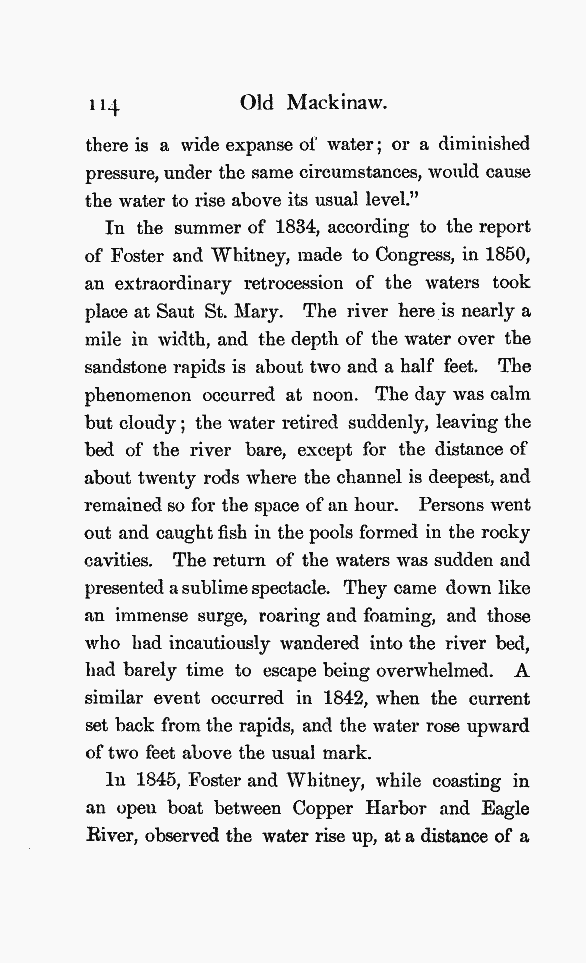 114 Old Mackinaw.
there is a wide expanse of water; or a diminished
pressure, under the same circumstances, would cause
the water to rise above its usual level.”
In the summer of 1834, according to the report
of Foster and Whitney, made to Congress, in 1850,
an extraordinary retrocession of the waters took
place at Saut St. Mary. The river here is nearly a
mile in width, and the depth of the water over the
sandstone rapids is about two and a half feet. The
phenomenon occurred at noon. The day was calm
but cloudy; the water retired suddenly, leaving the
bed of the river bare, except for the distance of
about twenty rods where the channel is deepest, and
remained so for the space of an hour. Persons went
out and caught fish in the pools formed in the rocky
cavities. The return of the waters was sudden and
presented a sublime spectacle. They came down like
an immense surge, roaring and foaming, and those
who had incautiously wandered into the river bed,
had barely time to escape being overwhelmed. A
similar event occurred in 1842, when the current
set back from the rapids, and the water rose upward
of two feet above the usual mark.
In 1845, Foster and Whitney, while coasting in
an open boat between Copper Harbor and Eagle
River, observed the water rise up, at a distance of a